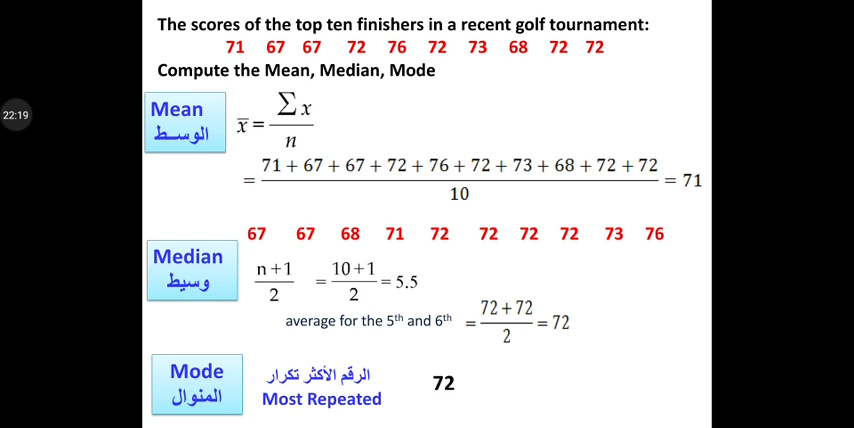 The scores of the top ten finishers in a recent golf tournament:
71 67 67 72 76 72 73 68 72 72
Compute the Mean, Median, Mode
22:19
Mean
الوسط
x̅ = ∑x / n
= 71 + 67 + 67 + 72 + 76 + 72 + 73 + 68 + 72 + 72 / 10 = 71
67 67 68 71 72 72 72 72 73 76
Median
وسيط
n+1 / 2 = 10+1 / 2 = 5.5
average for the 5th and 6th = 72+72 / 2 = 72
Mode
المنوال
الرقم الأكثر تكرار
Most Repeated
72